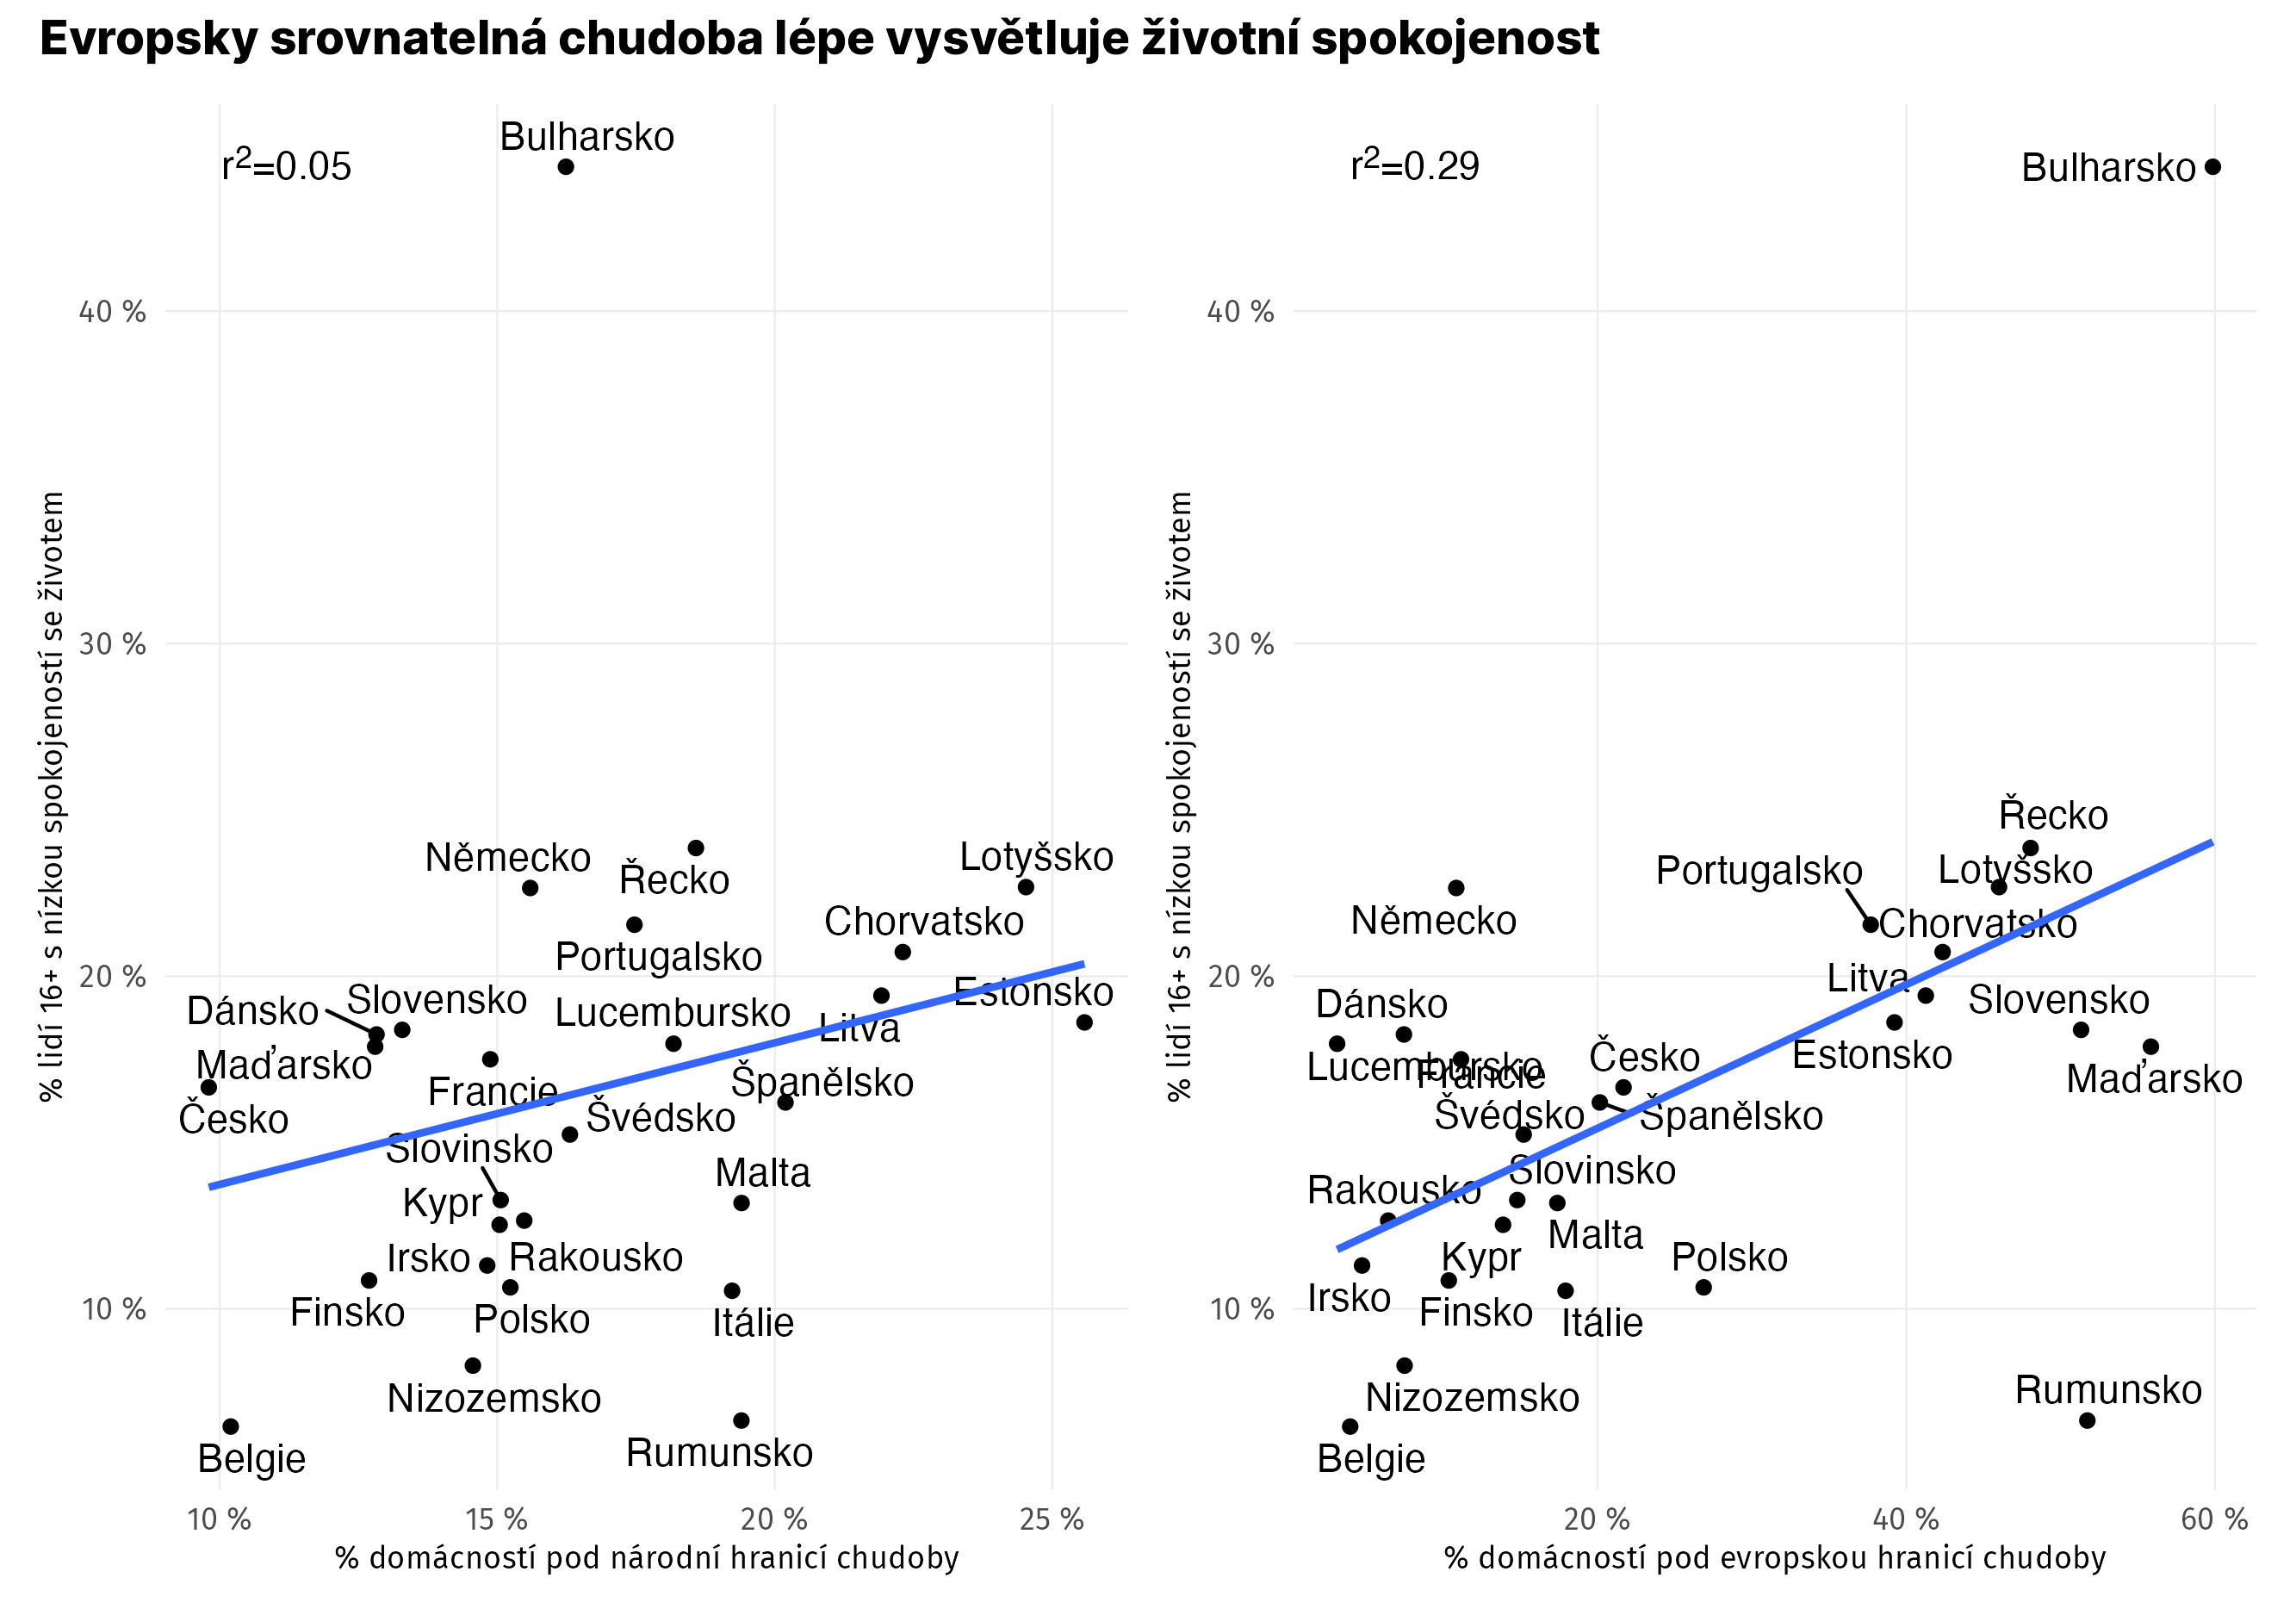 Evropsky srovnatelná chudoba lépe vysvětluje životní spokojenost
r²=0.05
Bulharsko
40 %
30 %
20 %
10 %
% lidí 16+ s nízkou spokojeností se životem
Německo
Řecko
Lotyšsko
Portugalsko
Chorvatsko
Estonsko
Dánsko
Slovensko
Lucembursko
Litva
Maďarsko
Francie
Španělsko
Česko
Švédsko
Slovinsko
Malta
Kypr
Irsko
Rakousko
Finsko
Polsko
Itálie
Nizozemsko
Rumunsko
Belgie
10 %
15 %
20 %
25 %
% domácností pod národní hranicí chudoby
r²=0.29
Bulharsko
40 %
30 %
20 %
10 %
% lidí 16+ s nízkou spokojeností se životem
Řecko
Portugalsko
Lotyšsko
Německo
Chorvatsko
Litva
Slovensko
Dánsko
Estonsko
Česko
Lucembursko
Francie
Maďarsko
Švédsko
Španělsko
Slovinsko
Rakousko
Malta
Kypr
Polsko
Irsko
Finsko
Itálie
Nizozemsko
Rumunsko
Belgie
20 %
40 %
60 %
% domácností pod evropskou hranicí chudoby